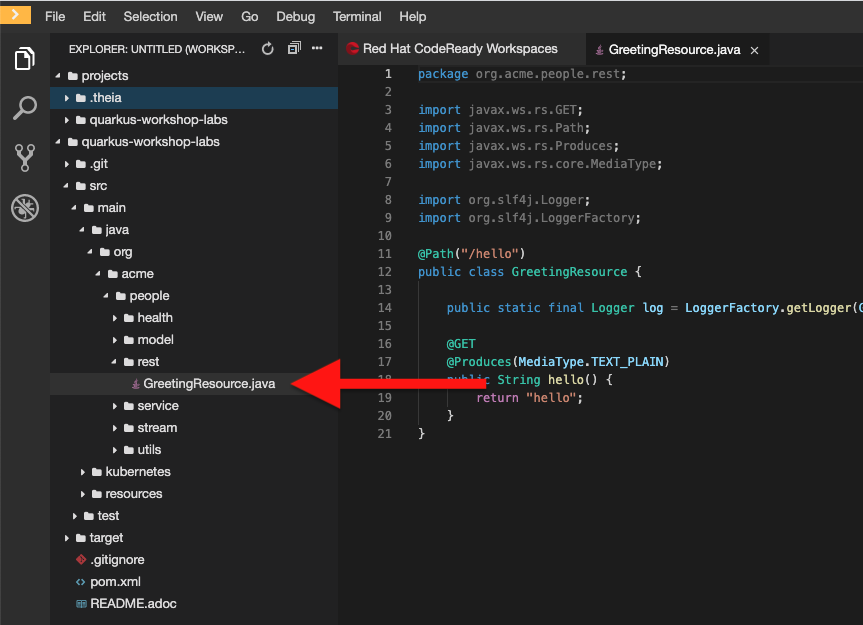 File Edit Selection View Go Debug Terminal Help
EXPLORER: UNTITLED (WORKSP...
projects
.theia
quarkus-workshop-labs
quarkus-workshop-labs
.git
src
main
java
org
acme
people
health
model
rest
GreetingResource.java
service
stream
utils
kubernetes
resources
test
target
.gitignore
pom.xml
README.adoc
Red Hat CodeReady Workspaces GreetingResource.java
1 package org.acme.people.rest;
2
3 import javax.ws.rs.GET;
4 import javax.ws.rs.Path;
5 import javax.ws.rs.Produces;
6 import javax.ws.rs.core.MediaType;
7
8 import org.slf4j.Logger;
9 import org.slf4j.LoggerFactory;
10
11 @Path("/hello")
12 public class GreetingResource {
13
14 public static final Logger log = LoggerFactory.getLogger(G
15
16 @GET
17 @Produces(MediaType.TEXT_PLAIN)
18 public String hello() {
19 return "hello";
20 }
21 }